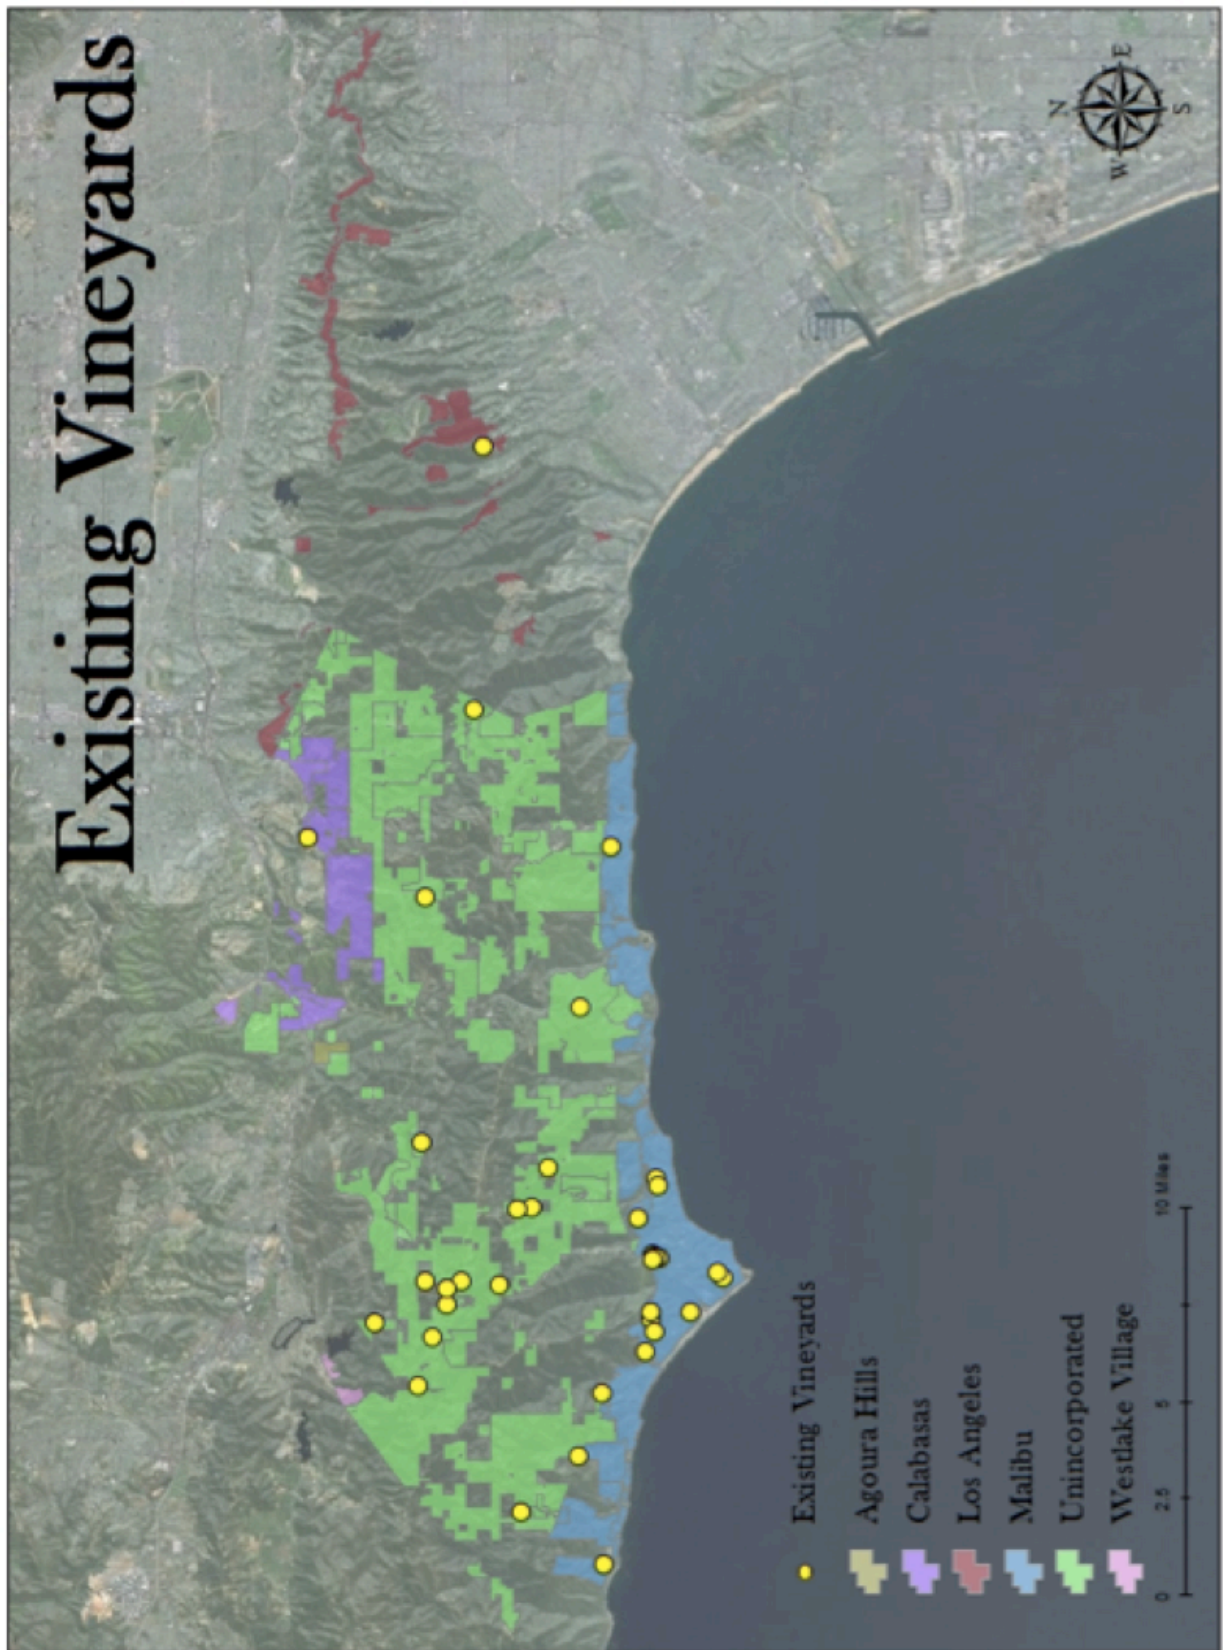 Existing Vineyards
N
W
E
S
Existing Vineyards
Agoura Hills
Calabasas
Los Angeles
Malibu
Unincorporated
Westlake Village
0 2.5 5 10 Miles